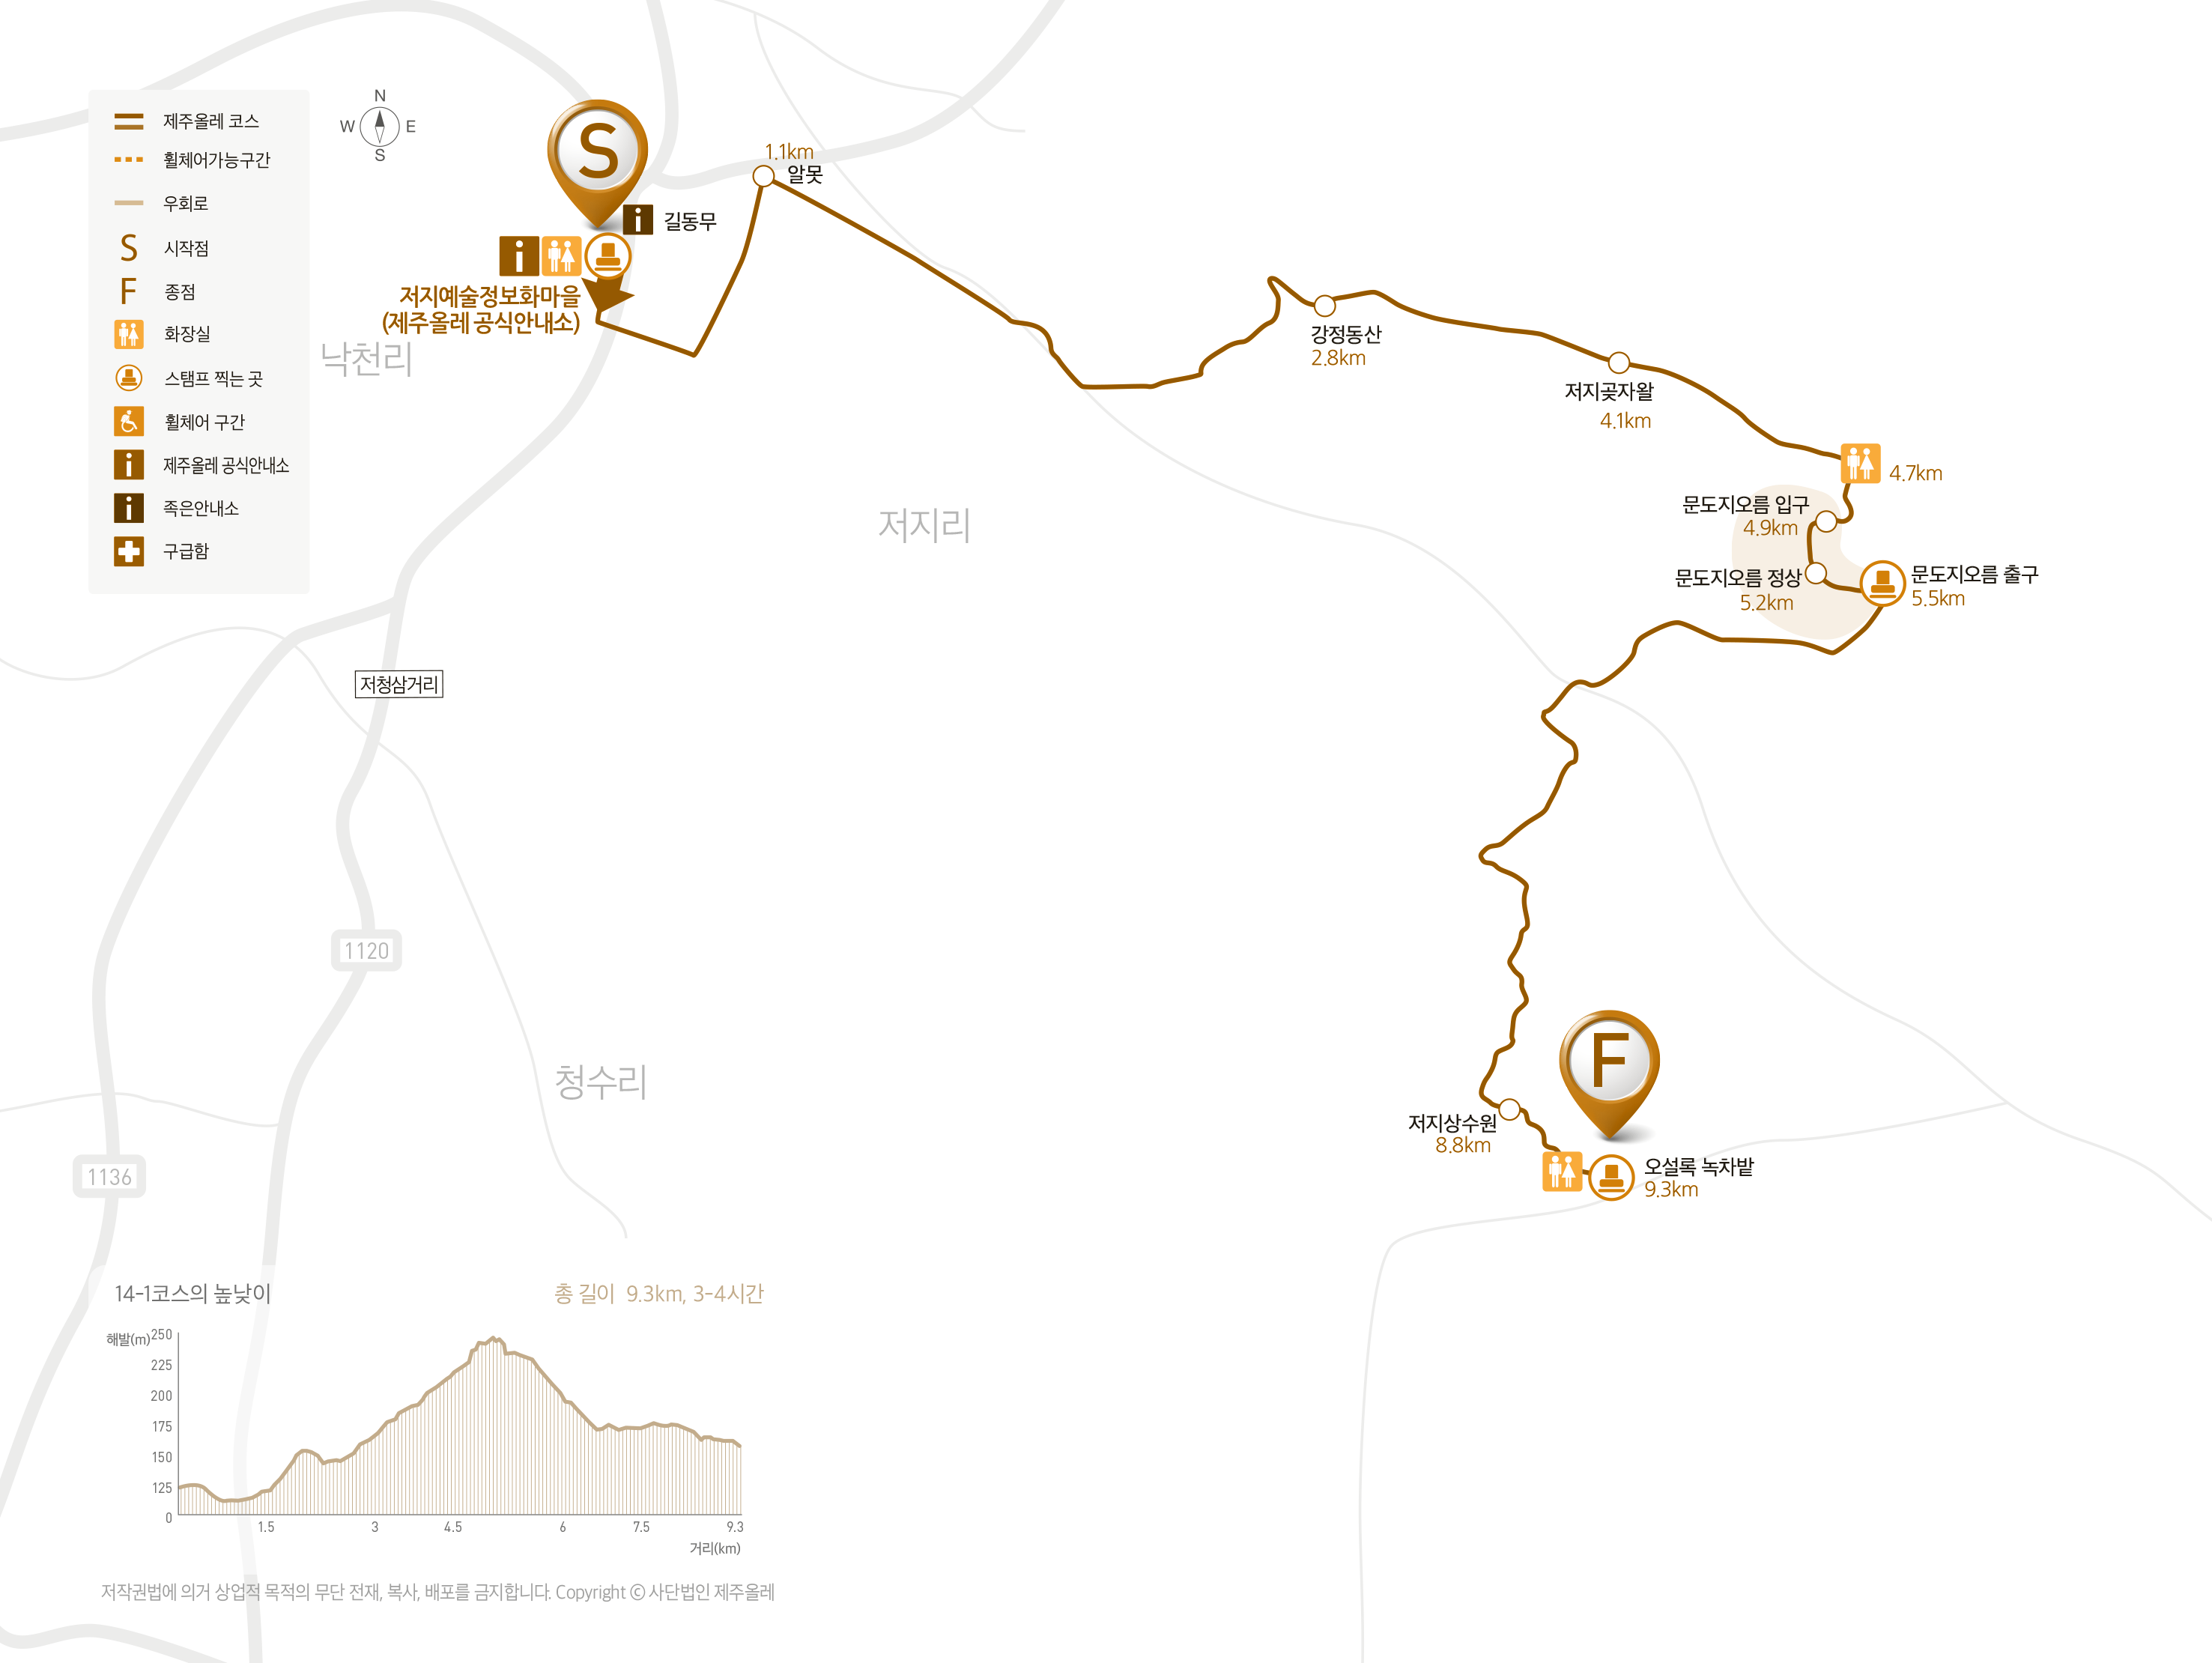 제주올레 코스
휠체어가능구간
우회로
S 시작점
F 종점
화장실
스탬프 찍는 곳
휠체어 구간
i 제주올레 공식안내소
i 족은안내소
구급함
N
W E
S
S
1.1km
알못
i 길동무
i
저지예술정보화마을
(제주올레 공식안내소)
낙천리
강정동산
2.8km
저지곶자왈
4.1km
4.7km
저지리
문도지오름 입구
4.9km
문도지오름 정상
5.2km
문도지오름 출구
5.5km
저청삼거리
1120
청수리
F
저지상수원
8.8km
오설록 녹차밭
9.3km
1136
14-1코스의 높낮이
총 길이 9.3km, 3-4시간
해발(m)
250
225
200
175
150
125
0
1.5 3 4.5 6 7.5 9.3
거리(km)
저작권법에 의거 상업적 목적의 무단 전재, 복사, 배포를 금지합니다. Copyright © 사단법인 제주올레